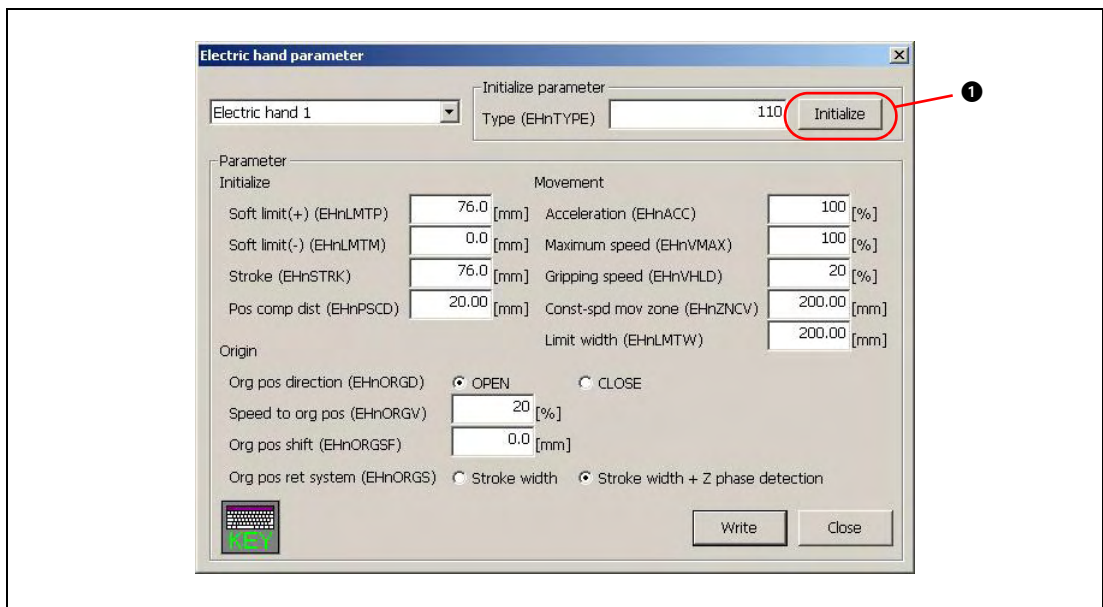 Electric hand parameter
Initialize parameter
Electric hand 1
Type (EHnTYPE) 110 Initialize
❶
Parameter
Initialize Movement
Soft limit(+) (EHnLMTP) 76.0 [mm] Acceleration (EHnACC) 100 [%]
Soft limit(-) (EHnLMTM) 0.0 [mm] Maximum speed (EHnVMAX) 100 [%]
Stroke (EHnSTRK) 76.0 [mm] Gripping speed (EHnVHLD) 20 [%]
Pos comp dist (EHnPSCD) 20.00 [mm] Const-spd mov zone (EHnZNCV) 200.00 [mm]
Limit width (EHnLMTW) 200.00 [mm]
Origin
Org pos direction (EHnORGD) OPEN CLOSE
Speed to org pos (EHnORGV) 20 [%]
Org pos shift (EHnORGSF) 0.0 [mm]
Org pos ret system (EHnORGS) Stroke width Stroke width + Z phase detection
KEY
Write Close